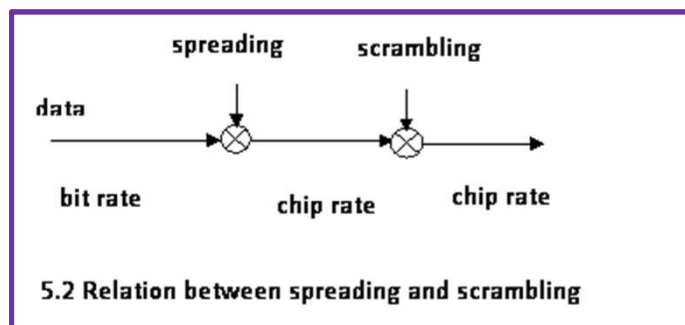 spreading
scrambling
data
bit rate
chip rate
chip rate
5.2 Relation between spreading and scrambling